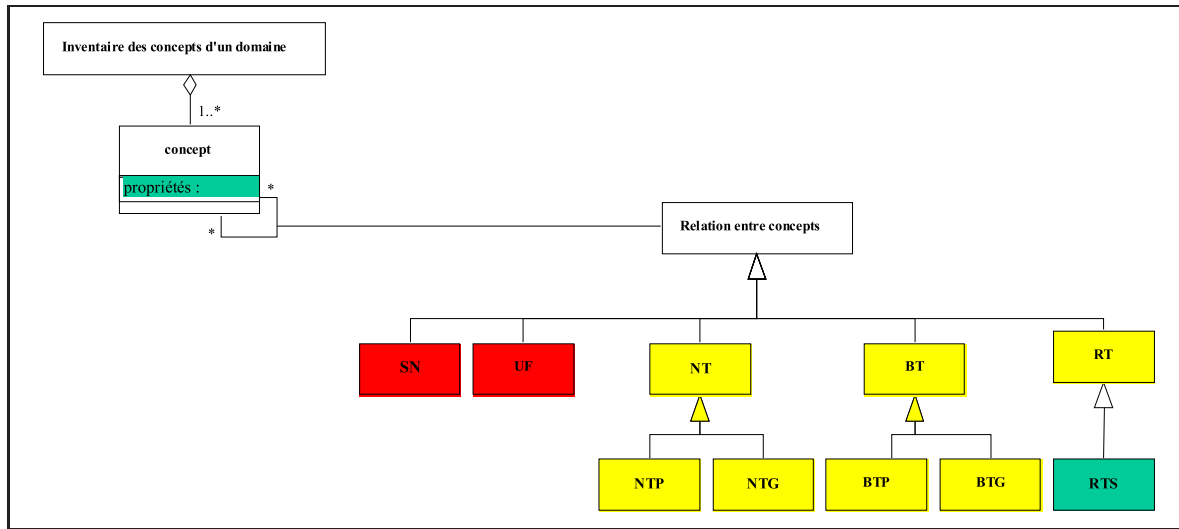 Inventaire des concepts d'un domaine
1..*
concept
propriétés :
*
*
Relation entre concepts
SN
UF
NT
BT
RT
NTP
NTG
BTP
BTG
RTS